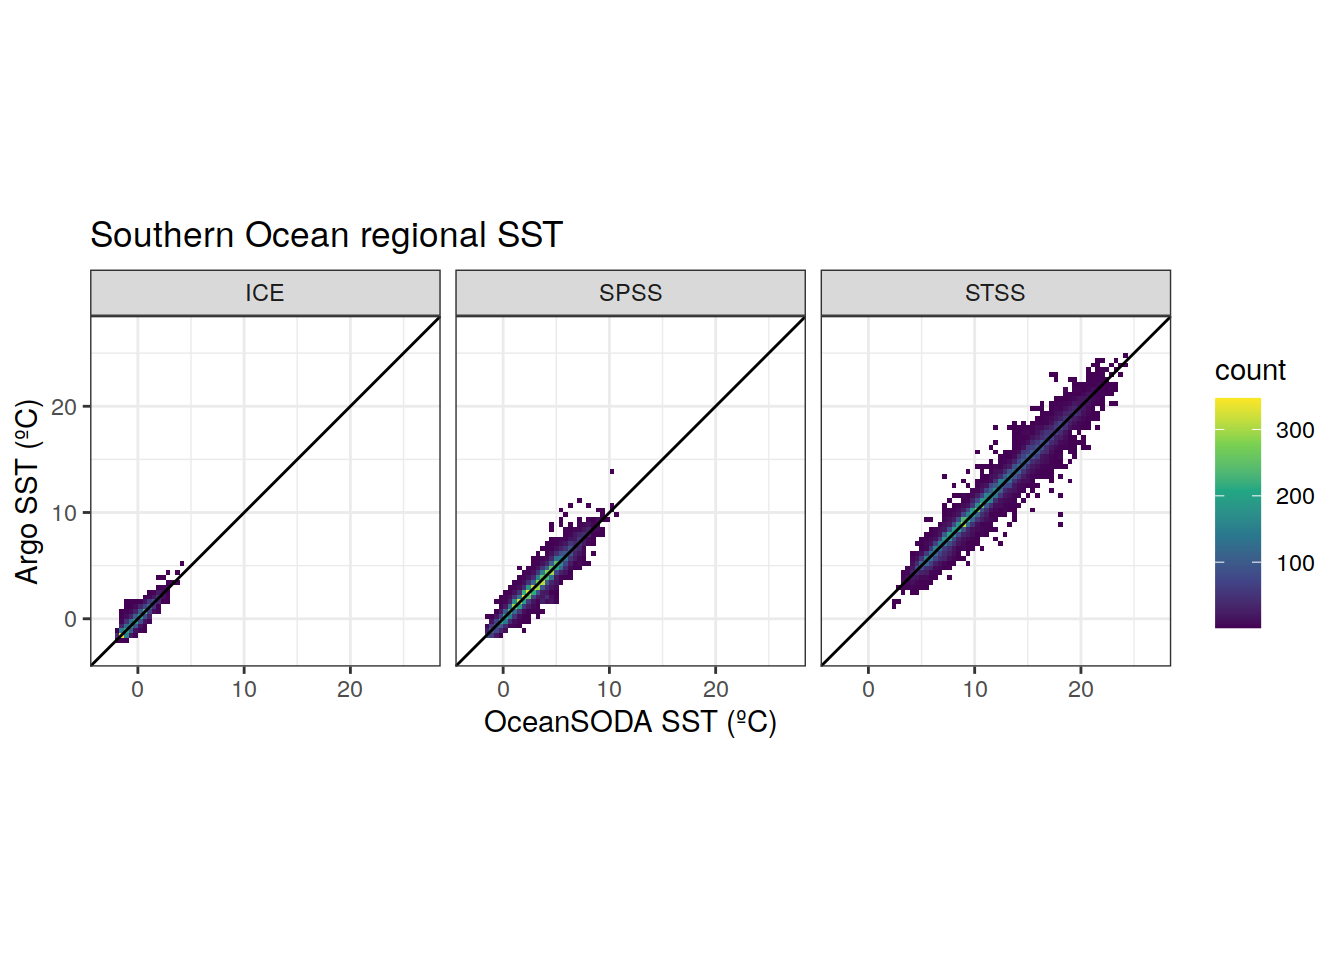 Southern Ocean regional SST
ICE SPSS STSS
count
300
200
100
Argo SST (ºC)
20
10
0
0 10 20 0 10 20 0 10 20
OceanSODA SST (ºC)